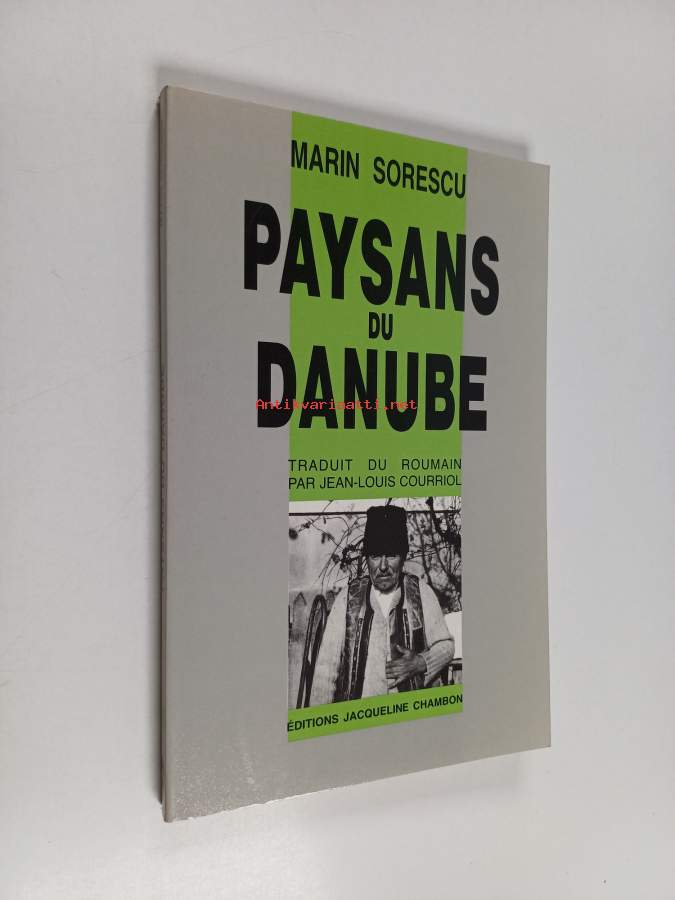 MARIN SORESCU
PAYSANS
DU
DANUBE
Antikvariaatti.net
TRADUIT DU ROUMAIN
PAR JEAN-LOUIS COURRIOL
ÉDITIONS JACQUELINE CHAMBON